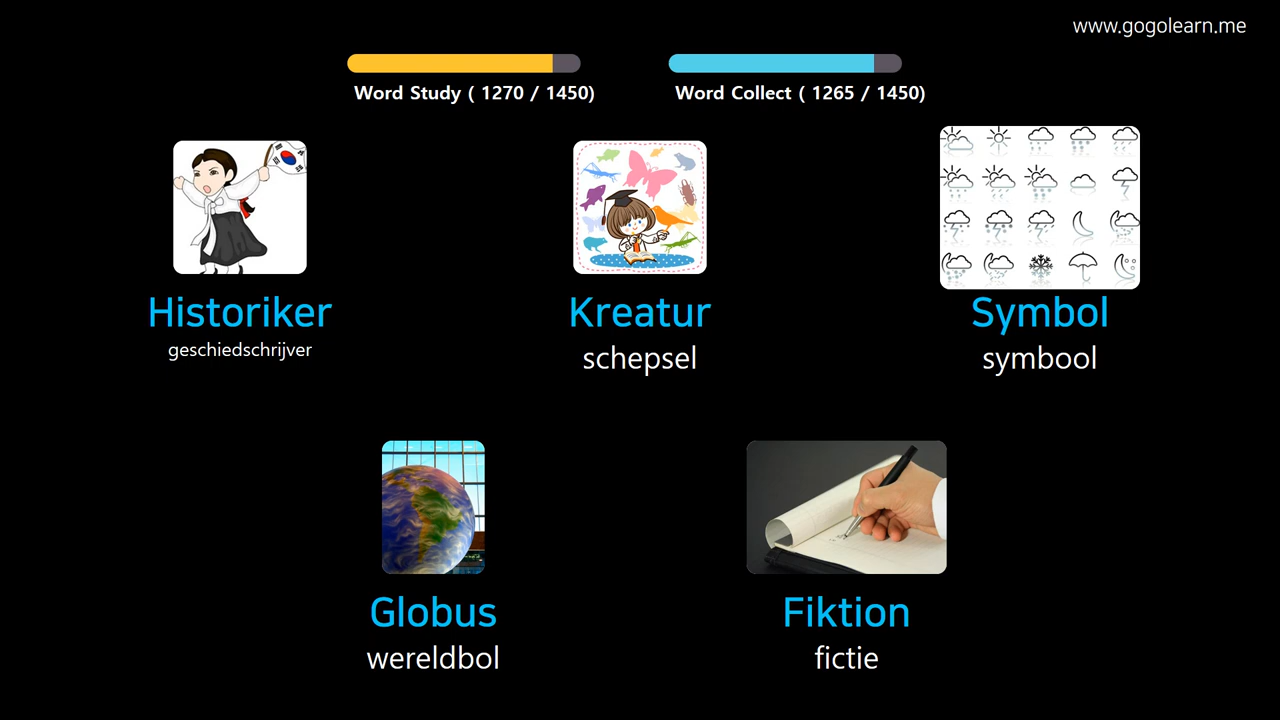 www.gogolearn.me
Word Study ( 1270 / 1450)
Word Collect ( 1265 / 1450)
Historiker
geschiedschrijver
Kreatur
schepsel
Symbol
symbool
Globus
wereldbol
Fiktion
fictie